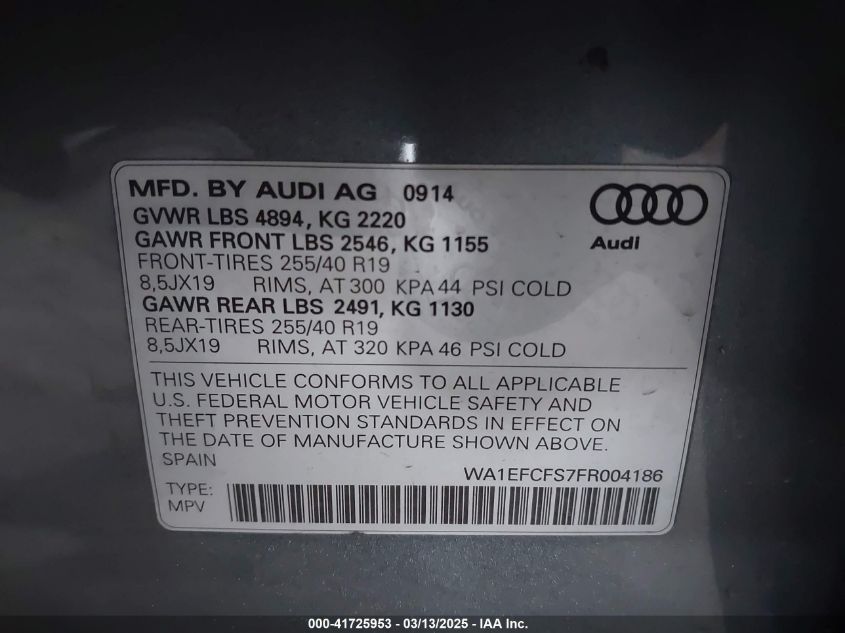 MFD. BY AUDI AG 0914
GVWR LBS 4894, KG 2220
GAWR FRONT LBS 2546, KG 1155
FRONT-TIRES 255/40 R19
8,5JX19 RIMS, AT 300 KPA 44 PSI COLD
GAWR REAR LBS 2491, KG 1130
REAR-TIRES 255/40 R19
8,5JX19 RIMS, AT 320 KPA 46 PSI COLD
Audi
THIS VEHICLE CONFORMS TO ALL APPLICABLE
U.S. FEDERAL MOTOR VEHICLE SAFETY AND
THEFT PREVENTION STANDARDS IN EFFECT ON
THE DATE OF MANUFACTURE SHOWN ABOVE.
SPAIN
WA1EFCFS7FR004186
TYPE:
MPV
000-41725953 - 03/13/2025 - IAA Inc.